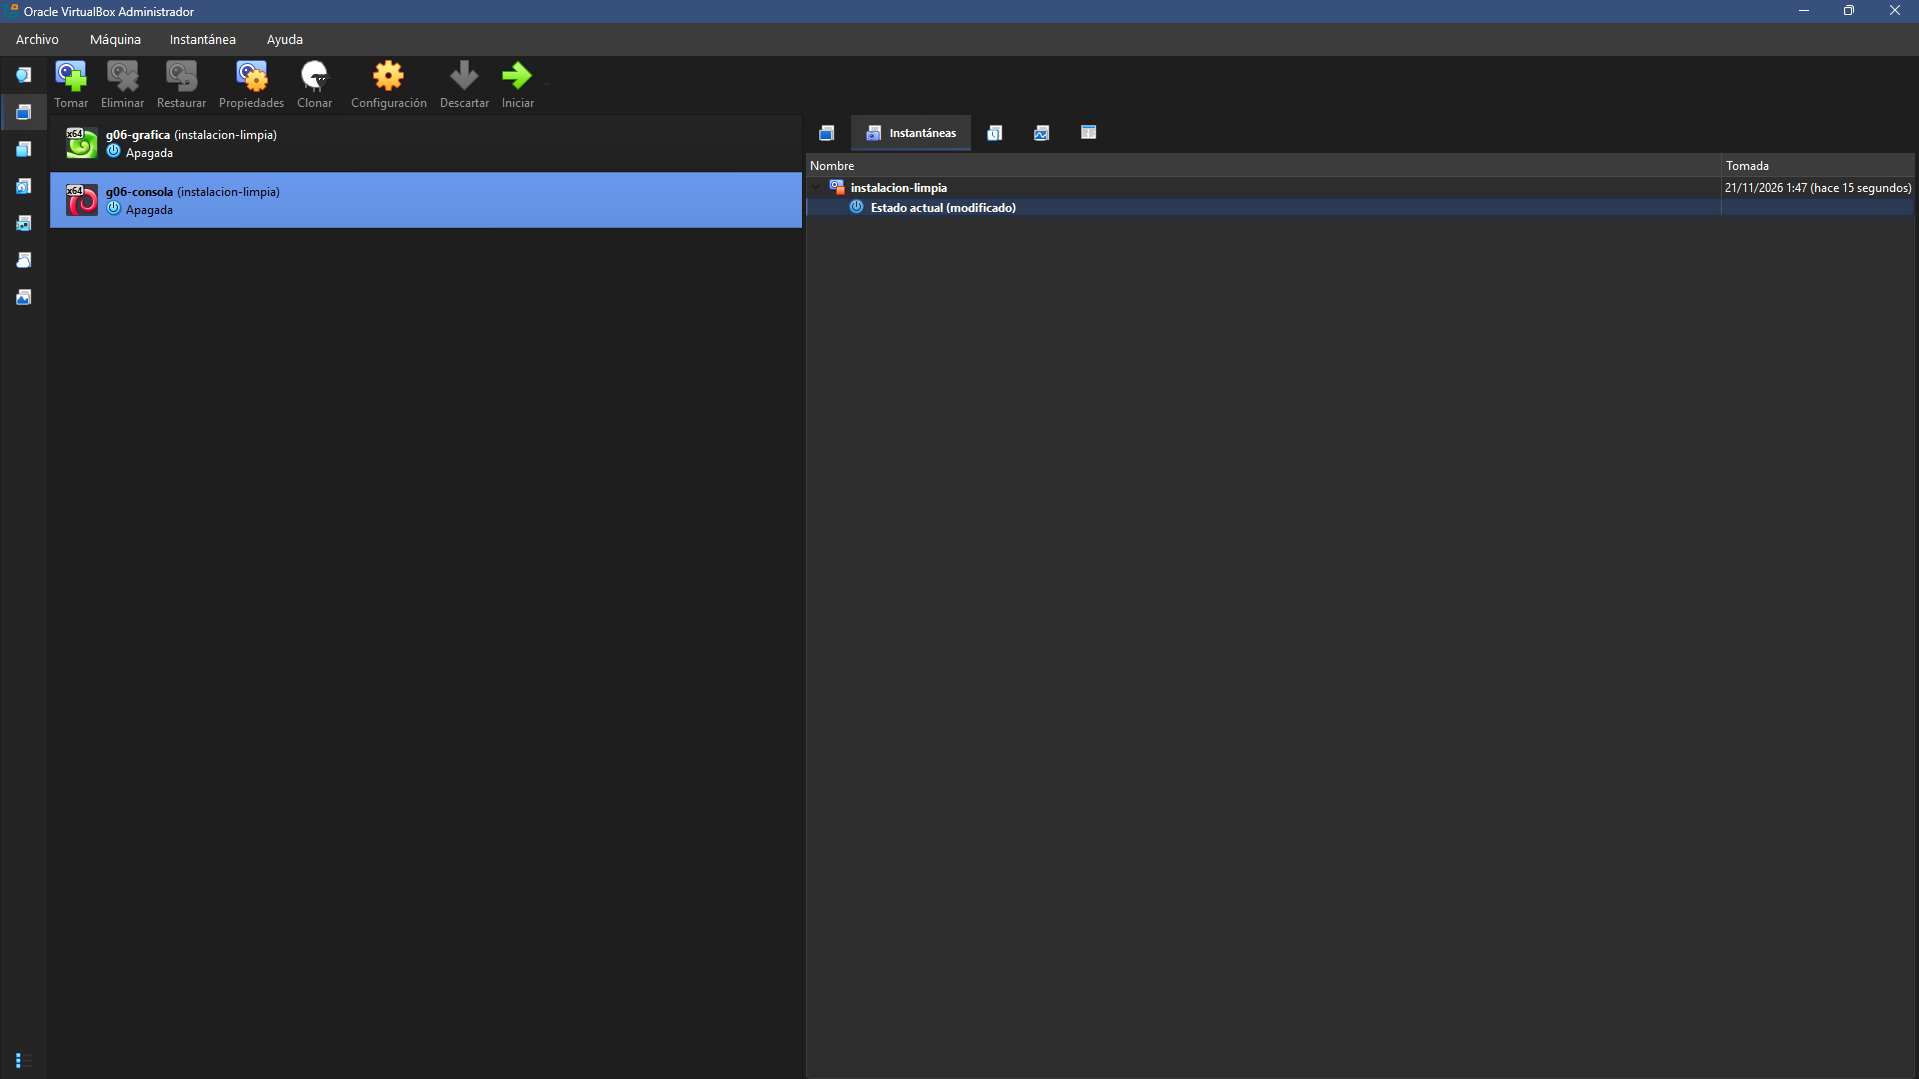 Oracle VirtualBox Administrador
Archivo Máquina Instantánea Ayuda
Tomar Eliminar Restaurar Propiedades Clonar Configuración Descartar Iniciar
x64 g06-grafica (instalacion-limpia)
Apagada
x64 g06-consola (instalacion-limpia)
Apagada
Instantáneas
Nombre Tomada
instalacion-limpia 21/11/2026 1:47 (hace 15 segundos)
Estado actual (modificado)